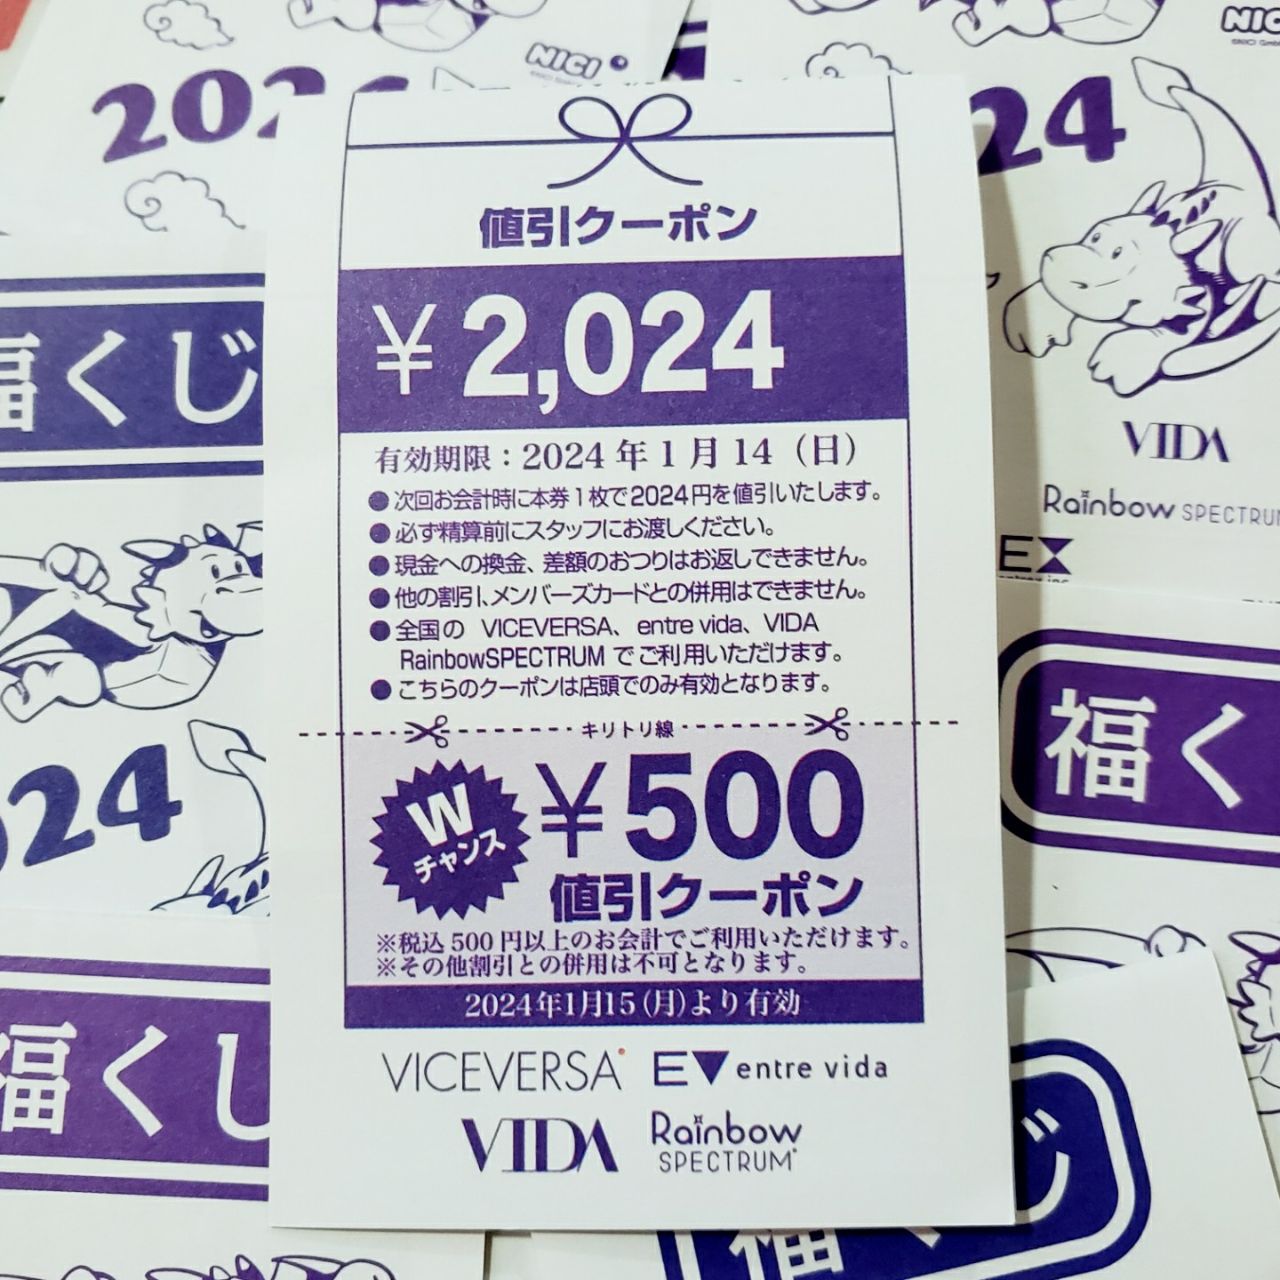 NICI
2024
福くじ
値引クーポン
¥2,024
有効期限：2024年1月14（日）
●次回お会計時に本券1枚で2024円を値引いたします。
●必ず精算前にスタッフにお渡しください。
●現金への換金、差額のおつりはお返しできません。
●他の割引、メンバーズカードとの併用はできません。
●全国の VICEVERSA、entre vida、VIDA
RainbowSPECTRUM でご利用いただけます。
●こちらのクーポンは店頭でのみ有効となります。
キリトリ線
Wチャンス
¥500
値引クーポン
※税込500円以上のお会計でご利用いただけます。
※その他割引との併用は不可となります。
2024年1月15(月)より有効
VICEVERSA
EV entre vida
VIDA
Rainbow
SPECTRUM
24
VIDA
Rainbow SPECTRUM
福く
024
福くじ
福くじ